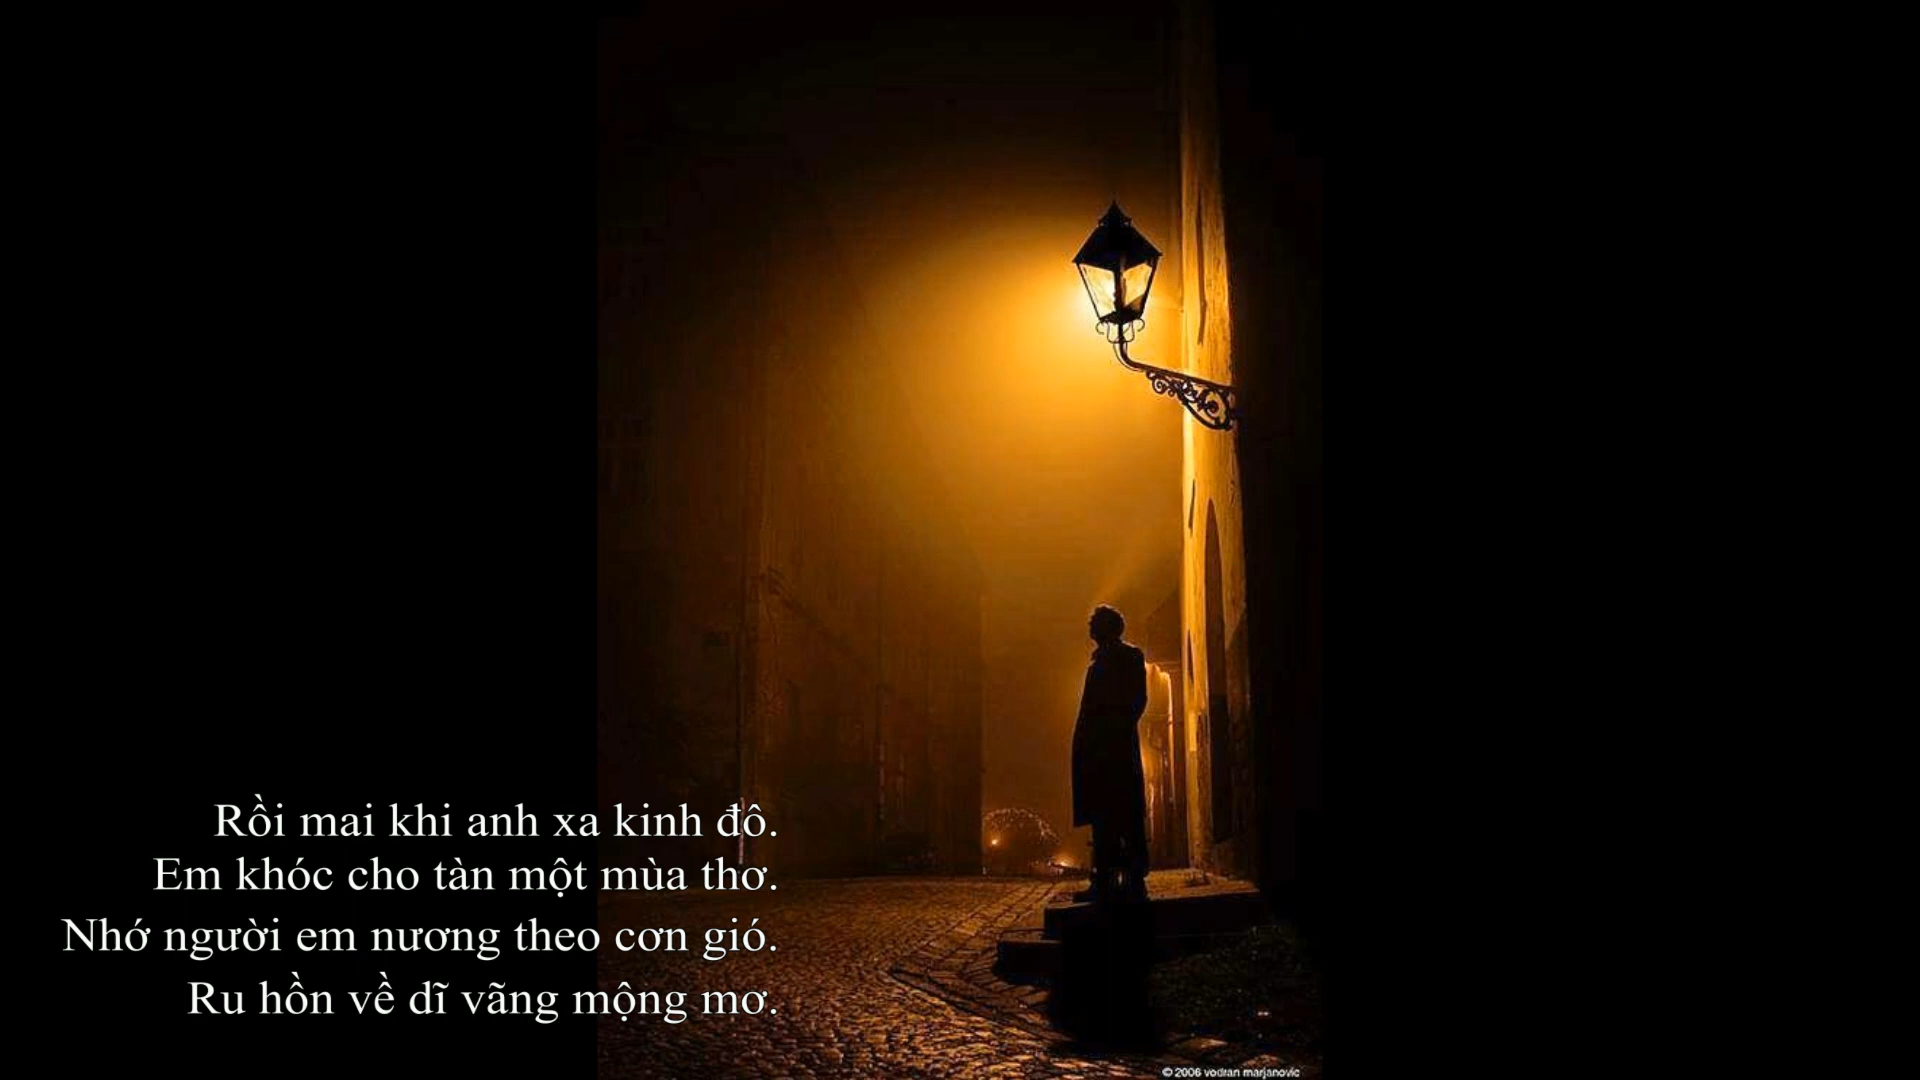 Rồi mai khi anh xa kinh đô.
Em khóc cho tàn một mùa thơ.
Nhớ người em nương theo cơn gió.
Ru hồn về dĩ vãng mộng mơ.
© 2006 vedran marjanovic